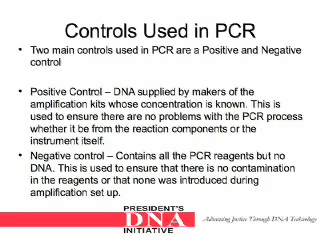 Controls Used in PCR
• Two main controls used in PCR are a Positive and Negative
control
• Positive Control – DNA supplied by makers of the
amplification kits whose concentration is known. This is
used to ensure there are no problems with the PCR process
whether it be from the reaction components or the
instrument itself.
• Negative control – Contains all the PCR reagents but no
DNA. This is used to ensure that there is no contamination
in the reagents or that none was introduced during
amplification set up.
PRESIDENT'S
DNA
INITIATIVE
Advancing Justice Through DNA Technology